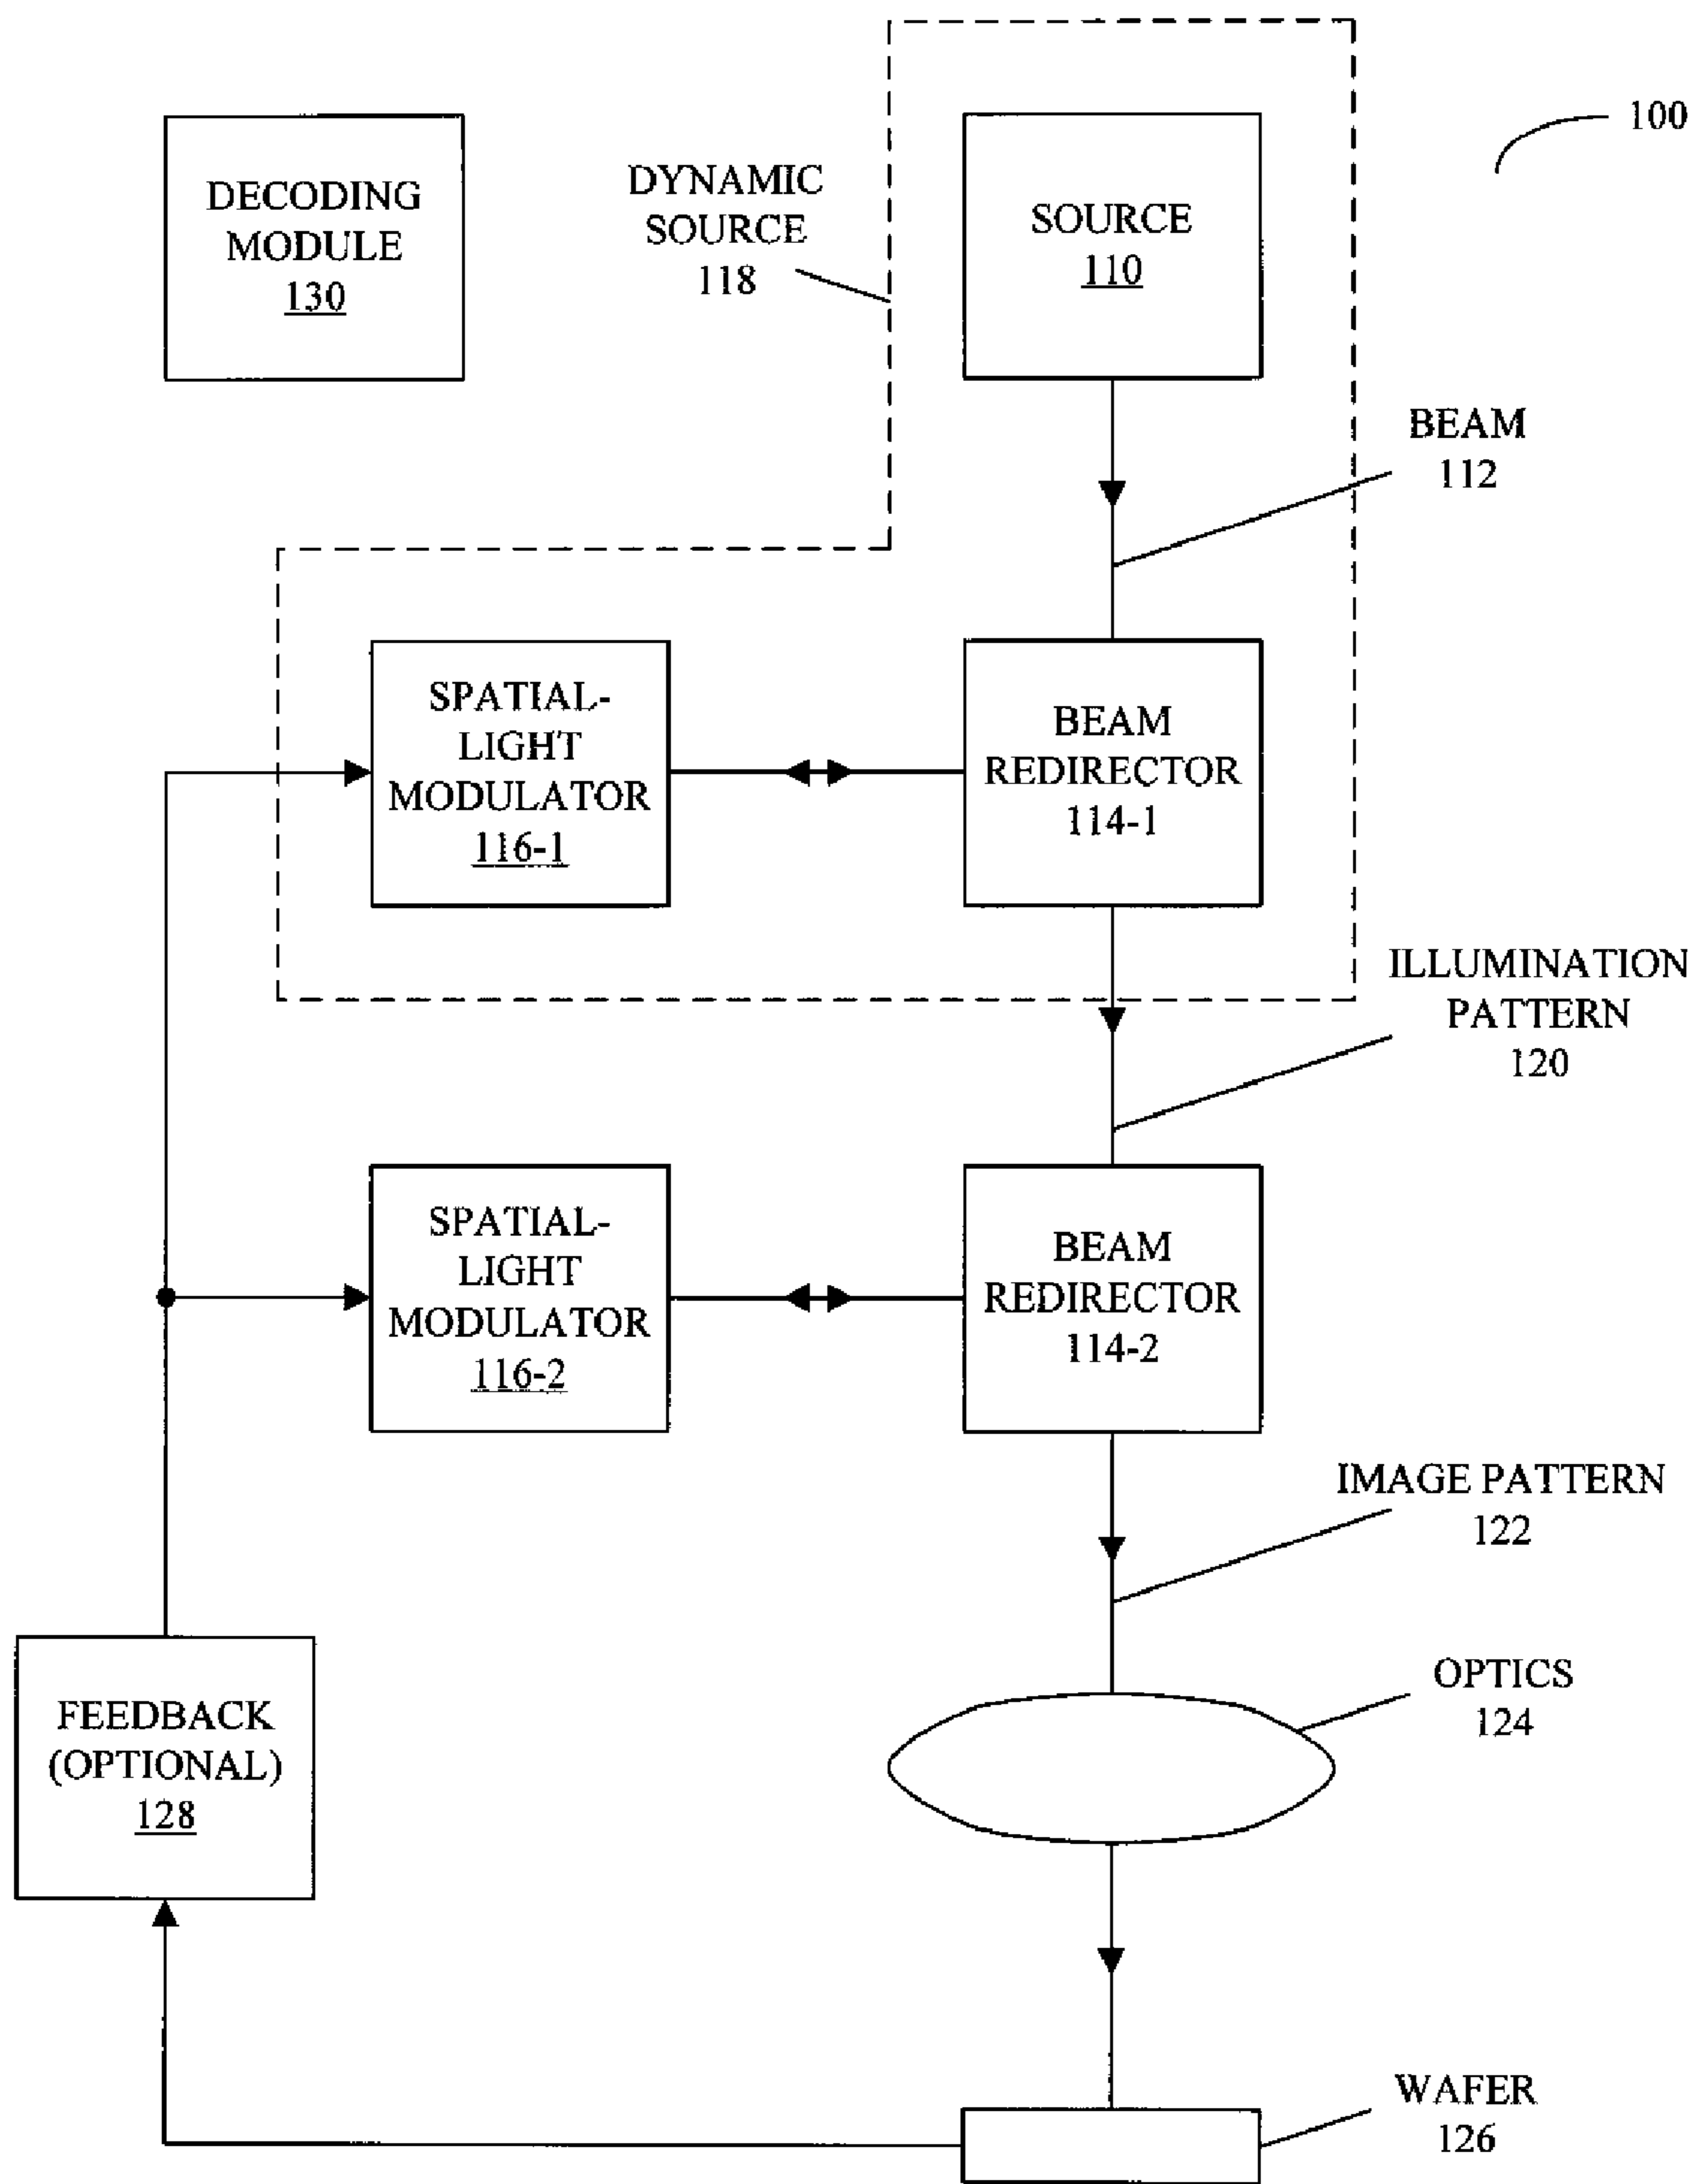 100
DECODING
MODULE
130
DYNAMIC
SOURCE
118
SOURCE
110
BEAM
112
SPATIAL-
LIGHT
MODULATOR
116-1
BEAM
REDIRECTOR
114-1
ILLUMINATION
PATTERN
120
SPATIAL-
LIGHT
MODULATOR
116-2
BEAM
REDIRECTOR
114-2
IMAGE PATTERN
122
FEEDBACK
(OPTIONAL)
128
OPTICS
124
WAFER
126